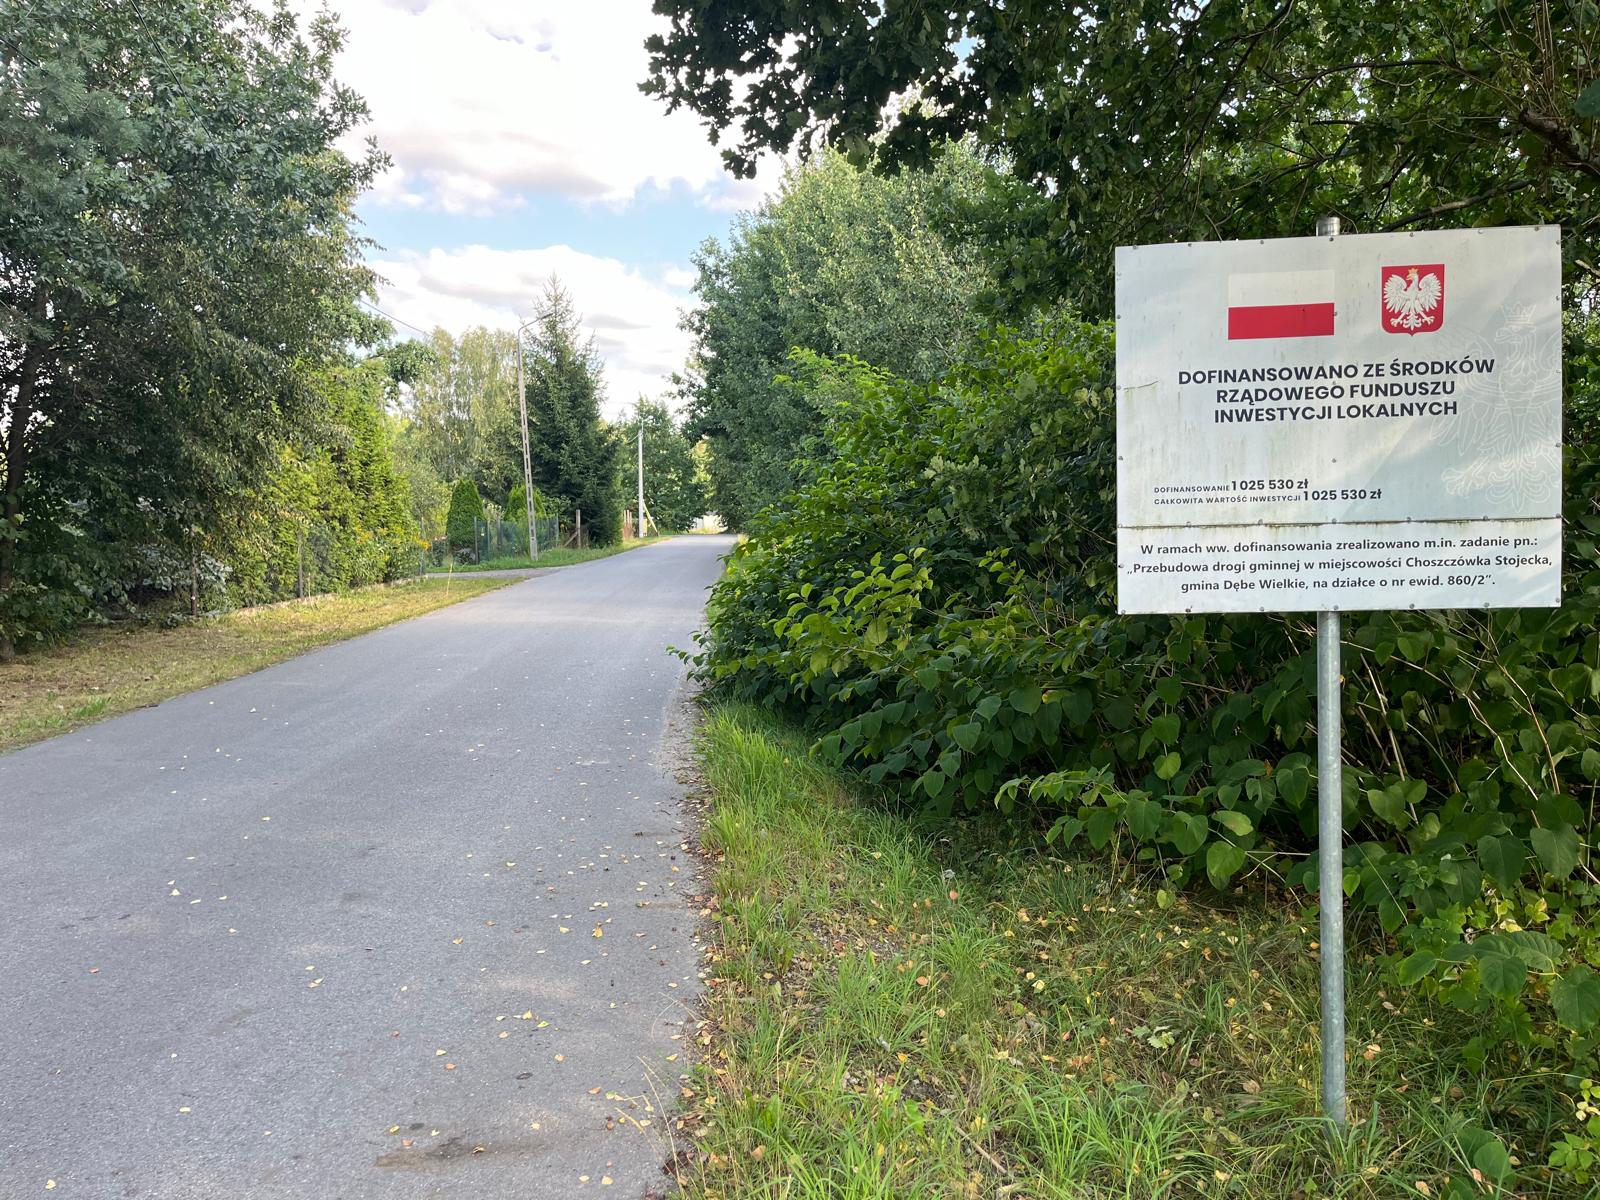 DOFINANSOWANO ZE ŚRODKÓW
RZĄDOWEGO FUNDUSZU
INWESTYCJI LOKALNYCH
DOFINANSOWANIE 1 025 530 zł
CAŁKOWITA WARTOŚĆ INWESTYCJI 1 025 530 zł
W ramach ww. dofinansowania zrealizowano m.in. zadanie pn.:
„Przebudowa drogi gminnej w miejscowości Choszczówka Stojecka,
gmina Dębe Wielkie, na działce o nr ewid. 860/2”.